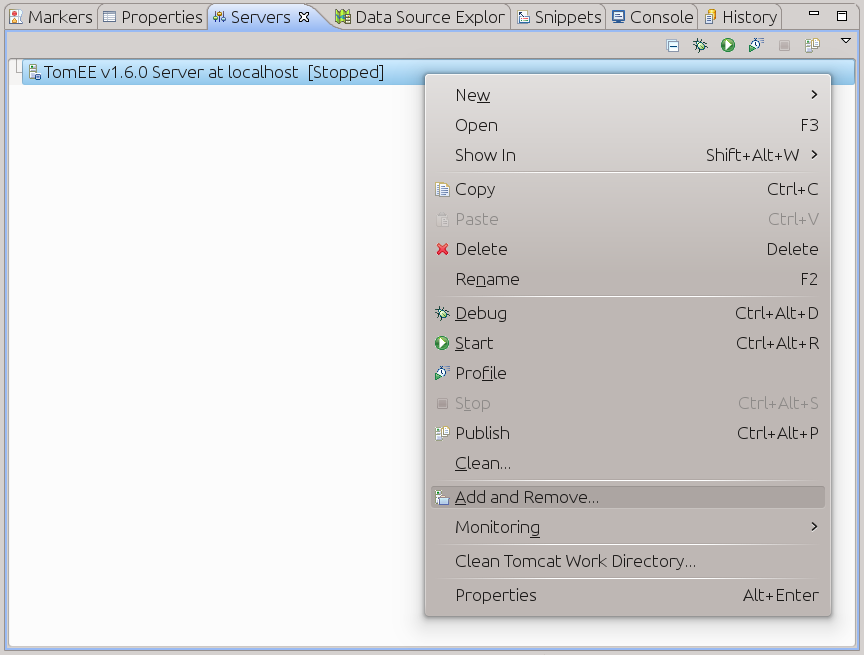 Markers Properties Servers Data Source Explor Snippets Console History
TomEE v1.6.0 Server at localhost [Stopped]
New
Open F3
Show In Shift+Alt+W
Copy Ctrl+C
Paste Ctrl+V
Delete Delete
Rename F2
Debug Ctrl+Alt+D
Start Ctrl+Alt+R
Profile
Stop Ctrl+Alt+S
Publish Ctrl+Alt+P
Clean...
Add and Remove...
Monitoring
Clean Tomcat Work Directory...
Properties Alt+Enter